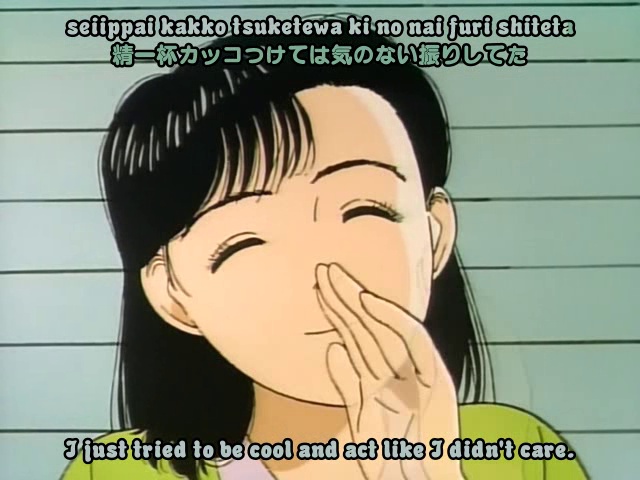 seiippai kakko tsuketewa ki no nai furi shiteta
精一杯カッコつけては気のない振りしてた
I just tried to be cool and act like I didn't care.